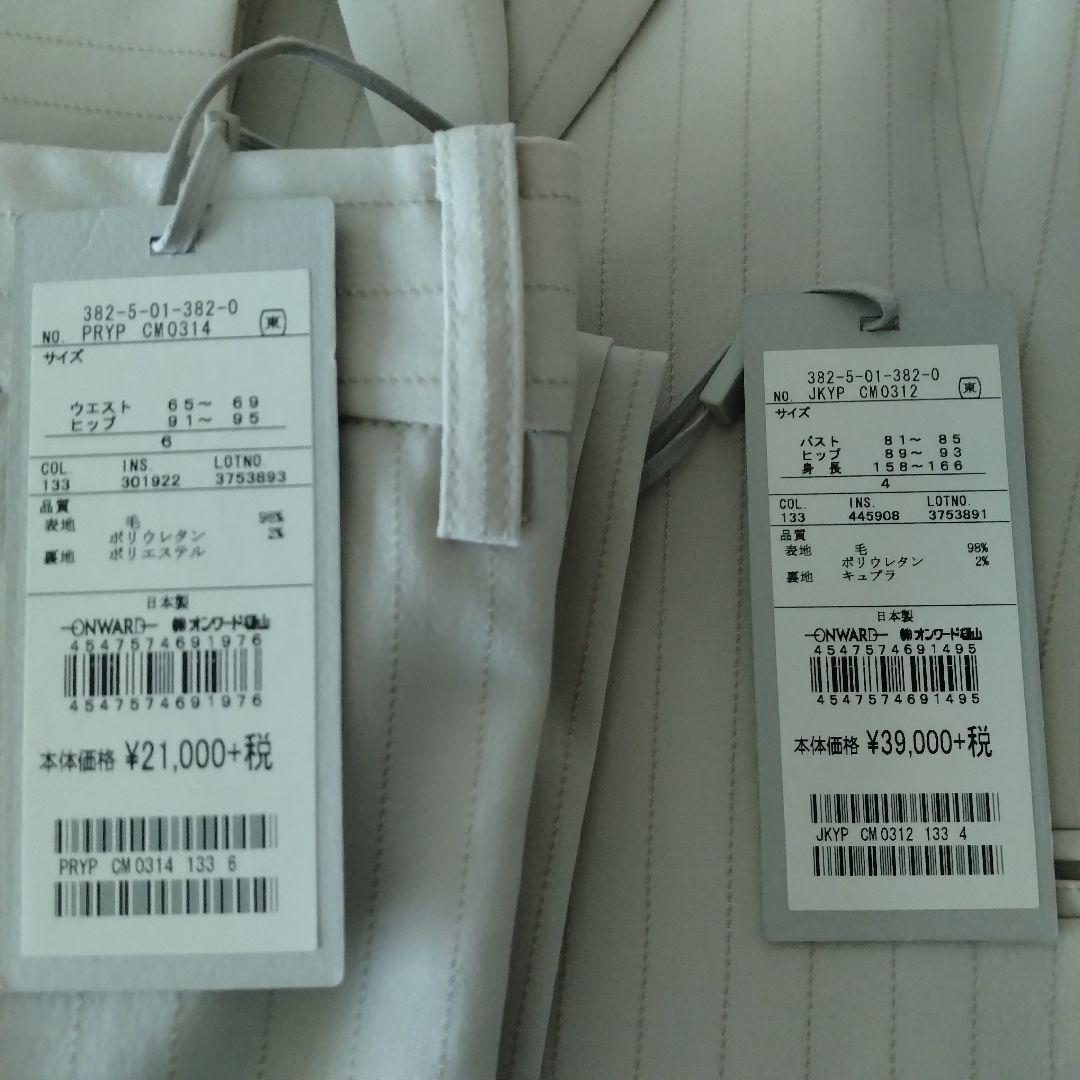 382-5-01-382-0
NO. PRYP CM0314 東
サイズ
ウエスト 65～ 69
ヒップ 91～ 95
6
COL. INS. LOTNO.
133 301922 3753893
品質
表地 毛 98%
ポリウレタン 2%
裏地 ポリエステル
日本製
ONWARD ㈱オンワード樫山
4547574691976
4547574691976
本体価格 ¥21,000+税
PRYP CM0314 133 6
382-5-01-382-0
NO. JKYP CM0312 東
サイズ
バスト 81～ 85
ヒップ 89～ 93
身長 158～166
4
COL. INS. LOTNO.
133 445908 3753891
品質
表地 毛 98%
ポリウレタン 2%
裏地 キュプラ
日本製
ONWARD ㈱オンワード樫山
4547574691495
4547574691495
本体価格 ¥39,000+税
JKYP CM0312 133 4